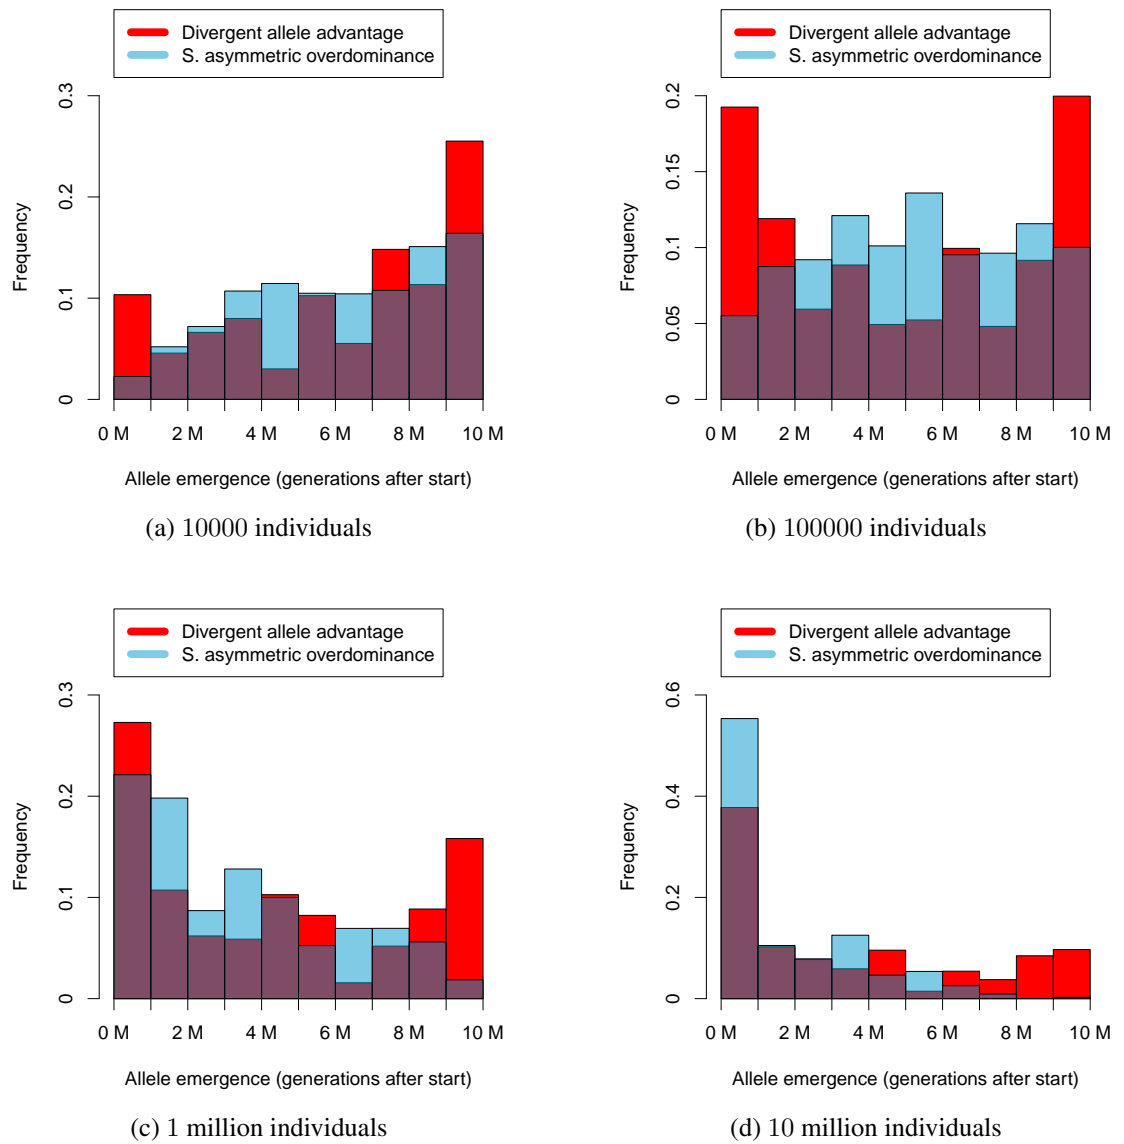 Divergent allele advantage
S. asymmetric overdominance
Frequency
0.3
0.2
0.1
0
0 M 2 M 4 M 6 M 8 M 10 M
Allele emergence (generations after start)
(a) 10000 individuals
Divergent allele advantage
S. asymmetric overdominance
Frequency
0.2
0.15
0.1
0.05
0
0 M 2 M 4 M 6 M 8 M 10 M
Allele emergence (generations after start)
(b) 100000 individuals
Divergent allele advantage
S. asymmetric overdominance
Frequency
0.3
0.2
0.1
0
0 M 2 M 4 M 6 M 8 M 10 M
Allele emergence (generations after start)
(c) 1 million individuals
Divergent allele advantage
S. asymmetric overdominance
Frequency
0.6
0.4
0.2
0
0 M 2 M 4 M 6 M 8 M 10 M
Allele emergence (generations after start)
(d) 10 million individuals